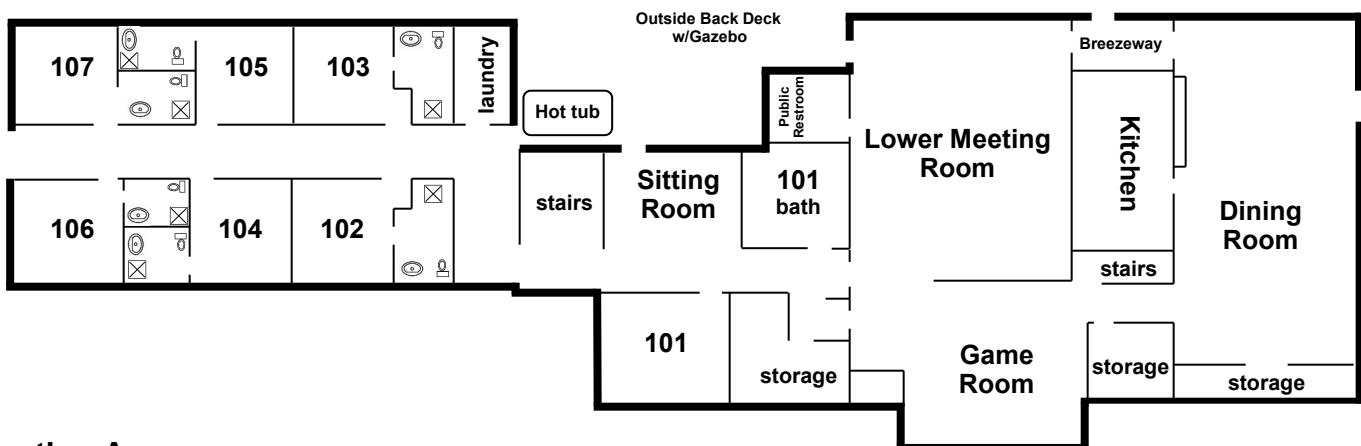 Outside Back Deck
w/Gazebo
107
105
103
laundry
Hot tub
Public
Restroom
Breezeway
Lower Meeting
Room
Kitchen
Sitting
Room
101
bath
stairs
Dining
Room
106
104
102
stairs
101
storage
Game
Room
storage
storage